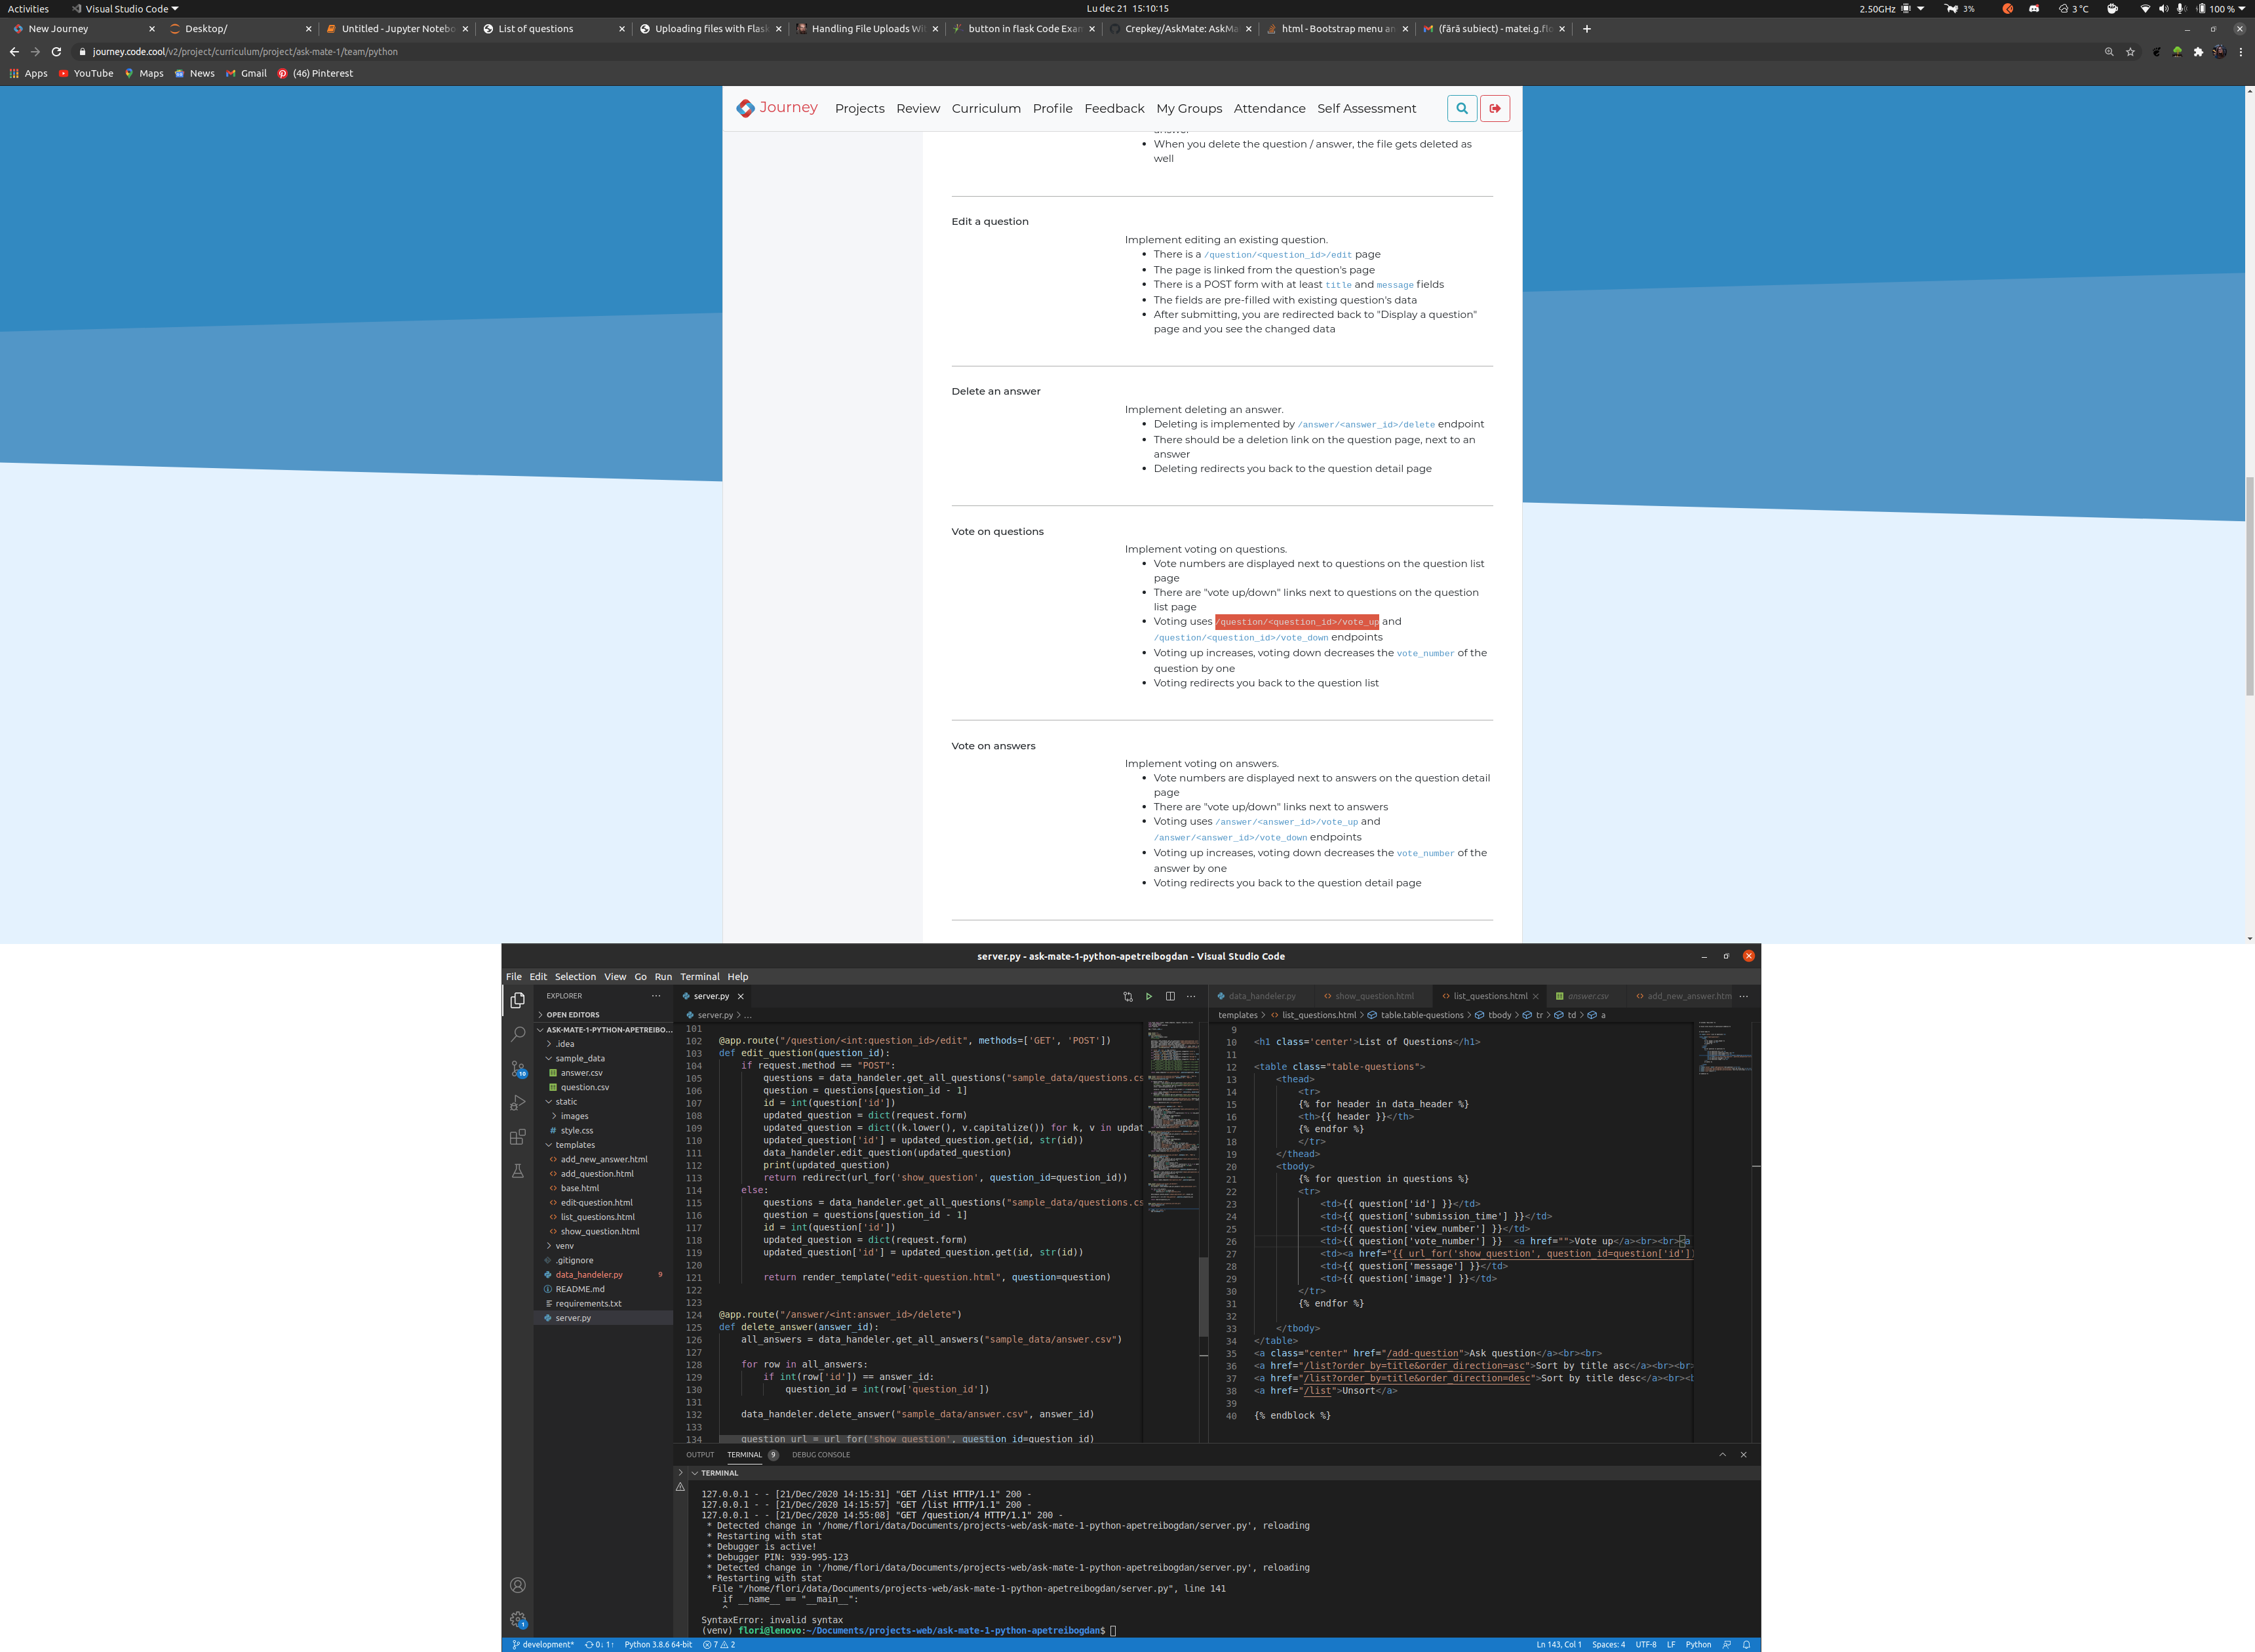 Activities Visual Studio Code Lu dec 21 15:10:15 2.50GHz 3% 3 °C 100 %
New Journey Desktop/ Untitled - Jupyter Notebo List of questions Uploading files with Flask Handling File Uploads Wi button in flask Code Exam Crepkey/AskMate: AskMa html - Bootstrap menu an (fără subiect) - matei.g.flo
journey.code.cool/v2/project/curriculum/project/ask-mate-1/team/python
Apps YouTube Maps News Gmail (46) Pinterest
Journey Projects Review Curriculum Profile Feedback My Groups Attendance Self Assessment
answer
When you delete the question / answer, the file gets deleted as
well
Edit a question
Implement editing an existing question.
There is a /question/<question_id>/edit page
The page is linked from the question's page
There is a POST form with at least title and message fields
The fields are pre-filled with existing question's data
After submitting, you are redirected back to "Display a question"
page and you see the changed data
Delete an answer
Implement deleting an answer.
Deleting is implemented by /answer/<answer_id>/delete endpoint
There should be a deletion link on the question page, next to an
answer
Deleting redirects you back to the question detail page
Vote on questions
Implement voting on questions.
Vote numbers are displayed next to questions on the question list
page
There are "vote up/down" links next to questions on the question
list page
Voting uses /question/<question_id>/vote_up and
/question/<question_id>/vote_down endpoints
Voting up increases, voting down decreases the vote_number of the
question by one
Voting redirects you back to the question list
Vote on answers
Implement voting on answers.
Vote numbers are displayed next to answers on the question detail
page
There are "vote up/down" links next to answers
Voting uses /answer/<answer_id>/vote_up and
/answer/<answer_id>/vote_down endpoints
Voting up increases, voting down decreases the vote_number of the
answer by one
Voting redirects you back to the question detail page
server.py - ask-mate-1-python-apetreibogdan - Visual Studio Code
File Edit Selection View Go Run Terminal Help
EXPLORER
OPEN EDITORS
ASK-MATE-1-PYTHON-APETREIBO...
.idea
sample_data
answer.csv
question.csv
static
images
style.css
templates
add_new_answer.html
add_question.html
base.html
edit-question.html
list_questions.html
show_question.html
venv
.gitignore
data_handeler.py 9
README.md
requirements.txt
server.py
10
1
server.py
server.py > ...
101
102 @app.route("/question/<int:question_id>/edit", methods=['GET', 'POST'])
103 def edit_question(question_id):
104 if request.method == "POST":
105 questions = data_handeler.get_all_questions("sample_data/questions.cs
106 question = questions[question_id - 1]
107 id = int(question['id'])
108 updated_question = dict(request.form)
109 updated_question = dict((k.lower(), v.capitalize()) for k, v in updat
110 updated_question['id'] = updated_question.get(id, str(id))
111 data_handeler.edit_question(updated_question)
112 print(updated_question)
113 return redirect(url_for('show_question', question_id=question_id))
114 else:
115 questions = data_handeler.get_all_questions("sample_data/questions.cs
116 question = questions[question_id - 1]
117 id = int(question['id'])
118 updated_question = dict(request.form)
119 updated_question['id'] = updated_question.get(id, str(id))
120
121 return render_template("edit-question.html", question=question)
122
123
124 @app.route("/answer/<int:answer_id>/delete")
125 def delete_answer(answer_id):
126 all_answers = data_handeler.get_all_answers("sample_data/answer.csv")
127
128 for row in all_answers:
129 if int(row['id']) == answer_id:
130 question_id = int(row['question_id'])
131
132 data_handeler.delete_answer("sample_data/answer.csv", answer_id)
133
134 question_url = url_for('show_question', question_id=question_id)
data_handeler.py show_question.html list_questions.html answer.csv add_new_answer.htm
templates > list_questions.html > table.table-questions > tbody > tr > td > a
9
10 <h1 class='center'>List of Questions</h1>
11
12 <table class="table-questions">
13 <thead>
14 <tr>
15 {% for header in data_header %}
16 <th>{{ header }}</th>
17 {% endfor %}
18 </tr>
19 </thead>
20 <tbody>
21 {% for question in questions %}
22 <tr>
23 <td>{{ question['id'] }}</td>
24 <td>{{ question['submission_time'] }}</td>
25 <td>{{ question['view_number'] }}</td>
26 <td>{{ question['vote_number'] }} <a href="">Vote up</a><br><br><a
27 <td><a href="{{ url_for('show_question', question_id=question['id'])
28 <td>{{ question['message'] }}</td>
29 <td>{{ question['image'] }}</td>
30 </tr>
31 {% endfor %}
32
33 </tbody>
34 </table>
35 <a class="center" href="/add-question">Ask question</a><br><br>
36 <a href="/list?order_by=title&order_direction=asc">Sort by title asc</a><br><br>
37 <a href="/list?order_by=title&order_direction=desc">Sort by title desc</a><br><b
38 <a href="/list">Unsort</a>
39
40 {% endblock %}
OUTPUT TERMINAL 9 DEBUG CONSOLE
TERMINAL
127.0.0.1 - - [21/Dec/2020 14:15:31] "GET /list HTTP/1.1" 200 -
127.0.0.1 - - [21/Dec/2020 14:15:57] "GET /list HTTP/1.1" 200 -
127.0.0.1 - - [21/Dec/2020 14:55:08] "GET /question/4 HTTP/1.1" 200 -
* Detected change in '/home/flori/data/Documents/projects-web/ask-mate-1-python-apetreibogdan/server.py', reloading
* Restarting with stat
* Debugger is active!
* Debugger PIN: 939-995-123
* Detected change in '/home/flori/data/Documents/projects-web/ask-mate-1-python-apetreibogdan/server.py', reloading
* Restarting with stat
File "/home/flori/data/Documents/projects-web/ask-mate-1-python-apetreibogdan/server.py", line 141
if __name__ == "__main__":
^
SyntaxError: invalid syntax
(venv) flori@lenovo:~/Documents/projects-web/ask-mate-1-python-apetreibogdan$
development* 0↓ 1↑ Python 3.8.6 64-bit 7 2 Ln 143, Col 1 Spaces: 4 UTF-8 LF Python